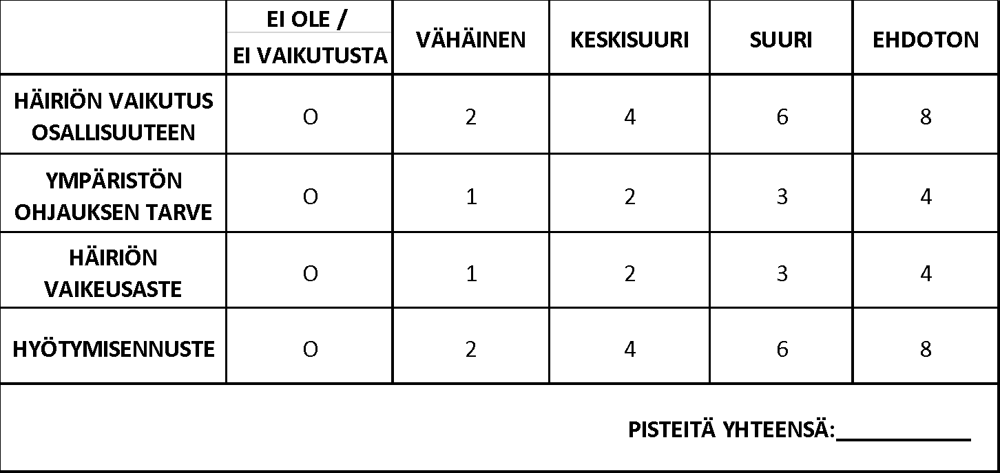 EI OLE /
EI VAIKUTUSTA
VÄHÄINEN
KESKISUURI
SUURI
EHDOTON
HÄIRIÖN VAIKUTUS
OSALLISUUTEEN
O
2
4
6
8
YMPÄRISTÖN
OHJAUKSEN TARVE
O
1
2
3
4
HÄIRIÖN
VAIKEUSASTE
O
1
2
3
4
HYÖTYMISENNUSTE
O
2
4
6
8
PISTEITÄ YHTEENSÄ:___________